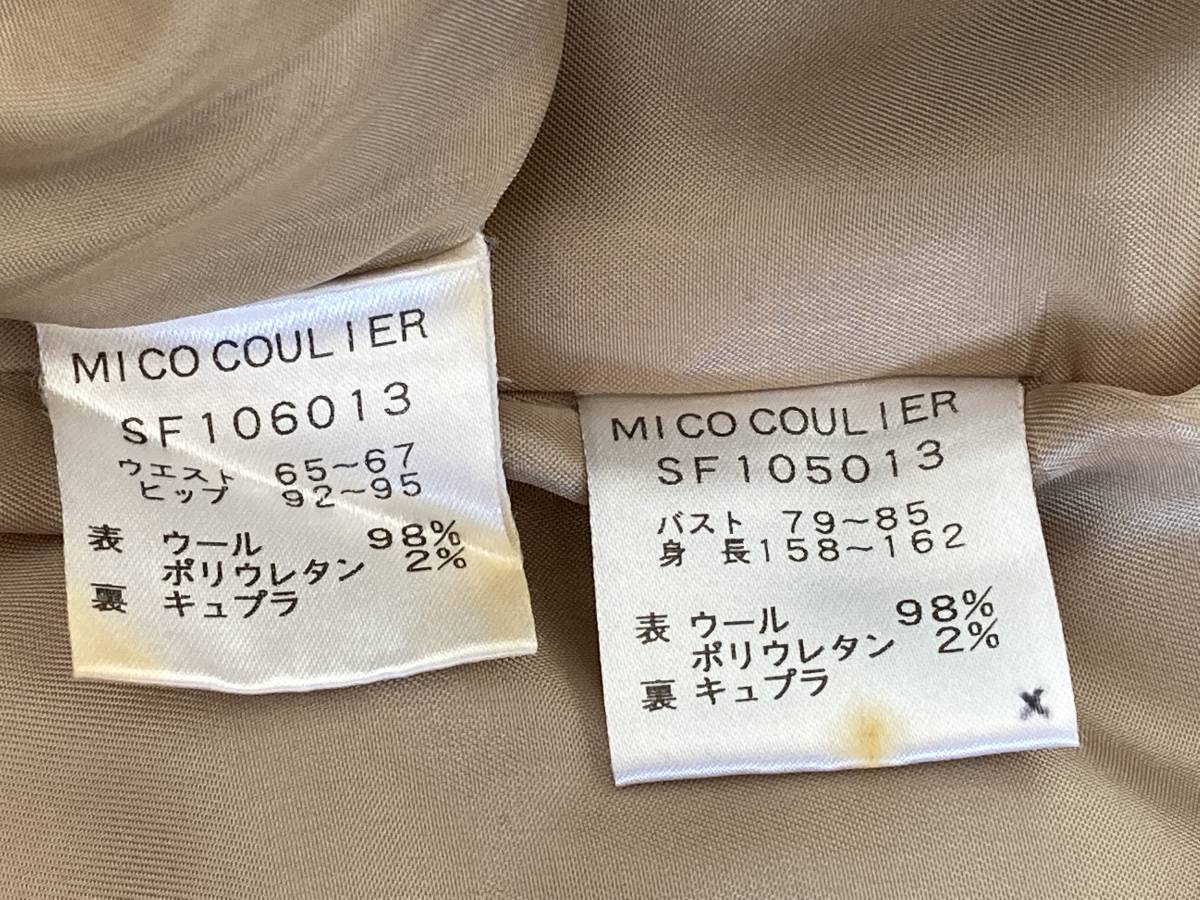 MICO COULIER
SF106013
ウエスト 65~67
ヒップ 92~95
表 ウール 98%
ポリウレタン 2%
裏 キュプラ
MICO COULIER
SF105013
バスト 79~85
身 長158~162
表 ウール 98%
ポリウレタン 2%
裏 キュプラ
X